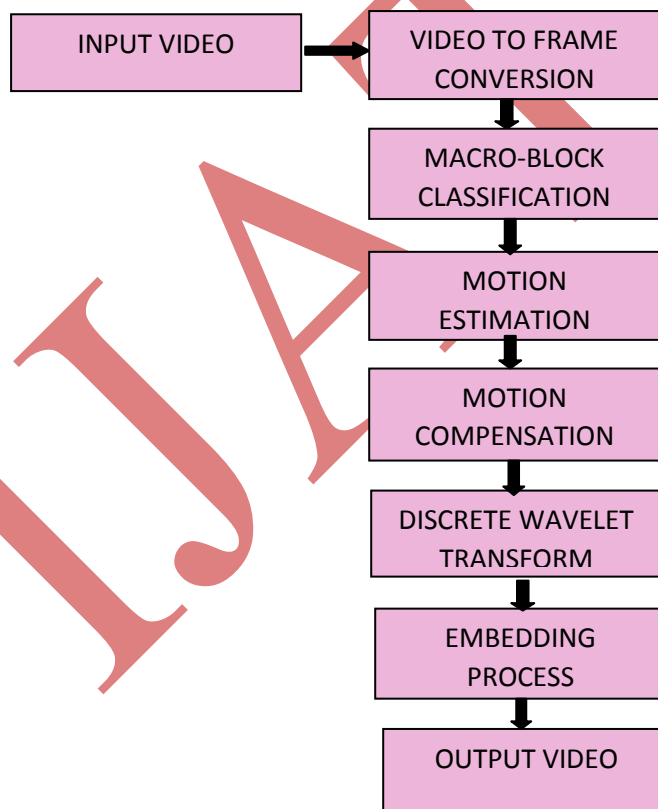 INPUT VIDEO
VIDEO TO FRAME
CONVERSION
MACRO-BLOCK
CLASSIFICATION
MOTION
ESTIMATION
MOTION
COMPENSATION
DISCRETE WAVELET
TRANSFORM
EMBEDDING
PROCESS
OUTPUT VIDEO
IJA